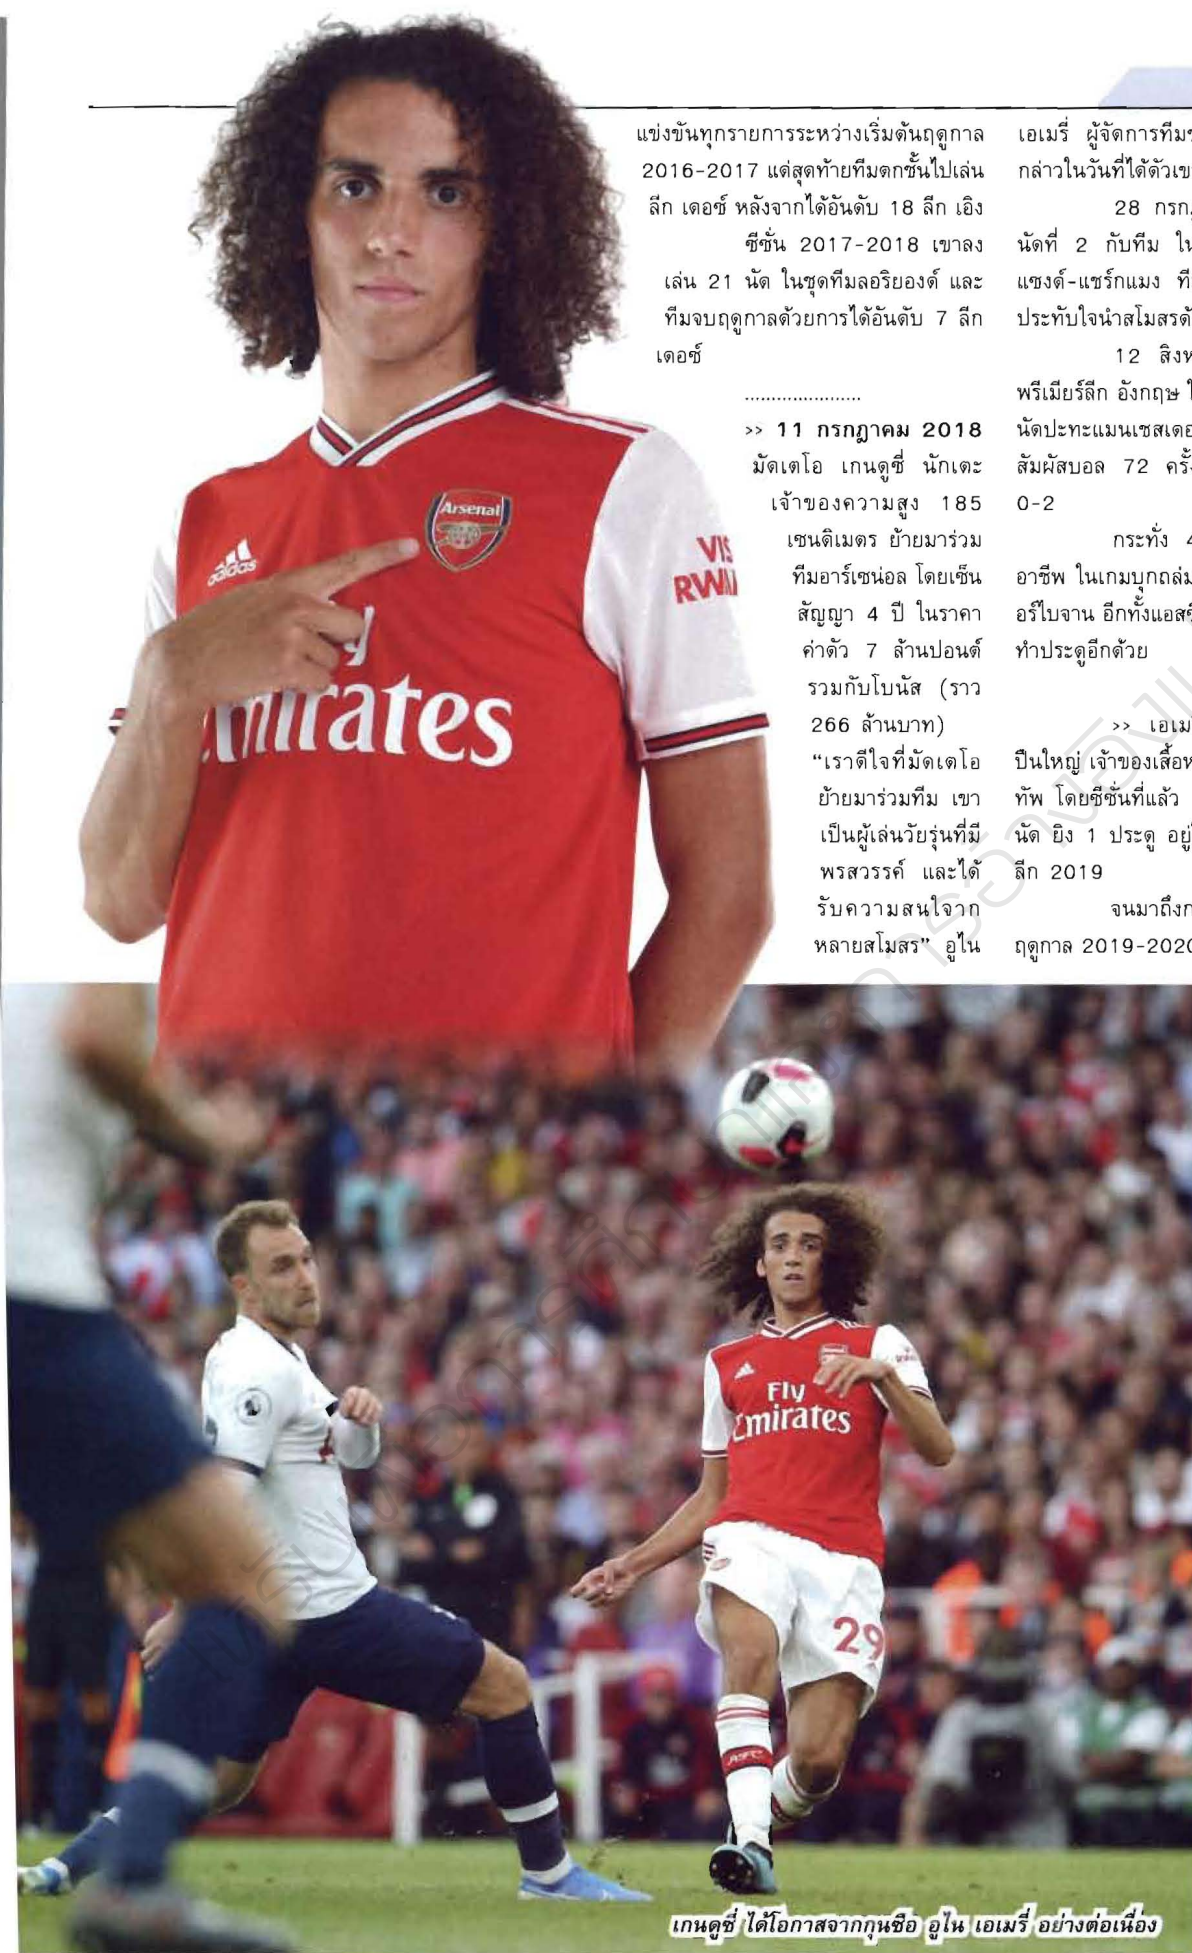 แข่งขันทุกรายการระหว่างเริ่มต้นฤดูกาล
2016-2017 แต่สุดท้ายทีมตกชั้นไปเล่น
ลีก เดอซ์ หลังจากได้อันดับ 18 ลีก เอิง
ซีซั่น 2017-2018 เขาลง
เล่น 21 นัด ในชุดทีมลอริยองต์ และ
ทีมจบฤดูกาลด้วยการได้อันดับ 7 ลีก
เดอซ์
......................
>> 11 กรกฎาคม 2018
มัตเตโอ เกนดูซี่ นักเตะ
เจ้าของความสูง 185
เซนติเมตร ย้ายมาร่วม
ทีมอาร์เซน่อล โดยเซ็น
สัญญา 4 ปี ในราคา
ค่าตัว 7 ล้านปอนด์
รวมกับโบนัส (ราว
266 ล้านบาท)
“เราดีใจที่มัตเตโอ
ย้ายมาร่วมทีม เขา
เป็นผู้เล่นวัยรุ่นที่มี
พรสวรรค์ และได้
รับความสนใจจาก
หลายสโมสร” อูไน
เอเมรี่ ผู้จัดการทีม
กล่าวในวันที่ได้ตัว
28
นัดที่ 2 กับทีม
แซงต์-แชร์กแมง
ประทับใจนำสโมสร
12
พรีเมียร์ลีก อังกฤษ
นัดปะทะ
สัมผัสบอล 72
0-2
กระทั่ง
อาชีพ ในเกมบุกถล่ม
อร์ไบจาน อีกทั้ง
ทำประตูอีกด้วย
>>
ปืนใหญ่ เจ้าของ
ทัพ โดยซีซั่นที่แล้ว
นัด ยิง 1 ประตู
ลีก 2019
จนมาถึง
ฤดูกาล 2019-2020
adidas
Arsenal
Fly
Emirates
Fly
Emirates
29
เกนดูซี่ ได้โอกาสจากกุนซือ อูไน เอเมรี่ อย่างต่อเนื่อง